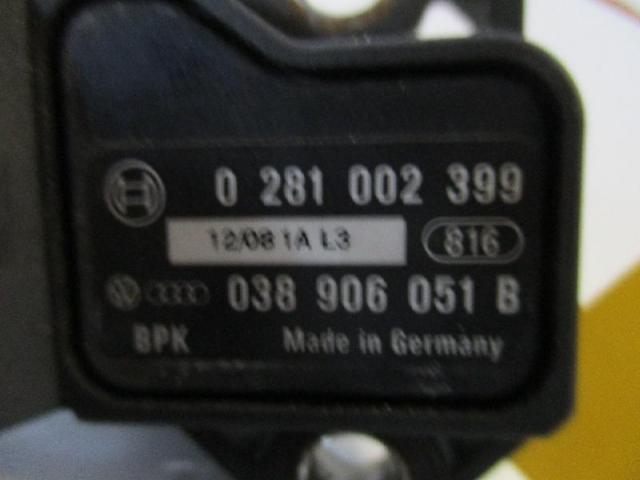 0 281 002 399
12/08 1A L3
816
038 906 051 B
BPK Made in Germany